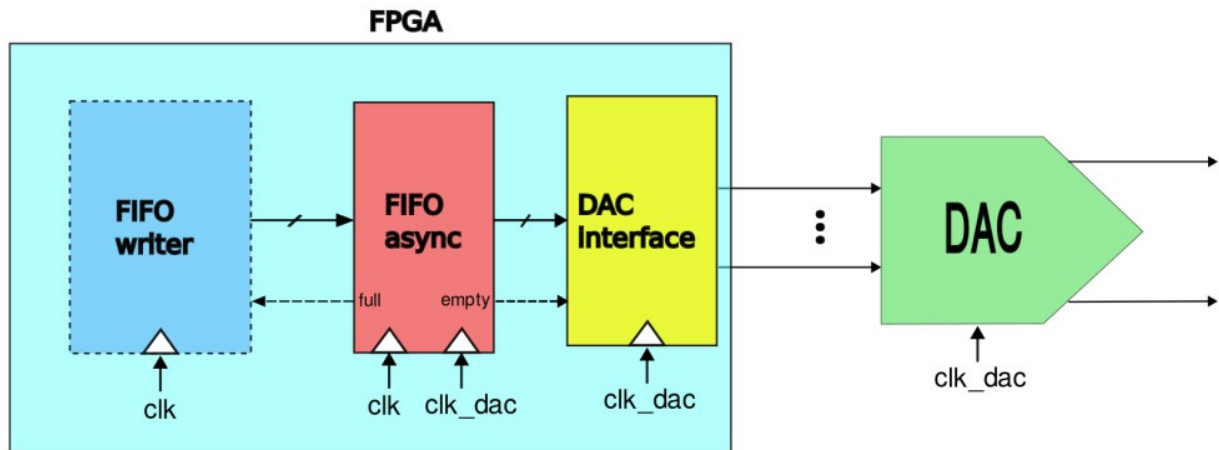 FPGA
FIFO
writer
FIFO
async
DAC
Interface
full
empty
DAC
clk
clk
clk_dac
clk_dac
clk_dac